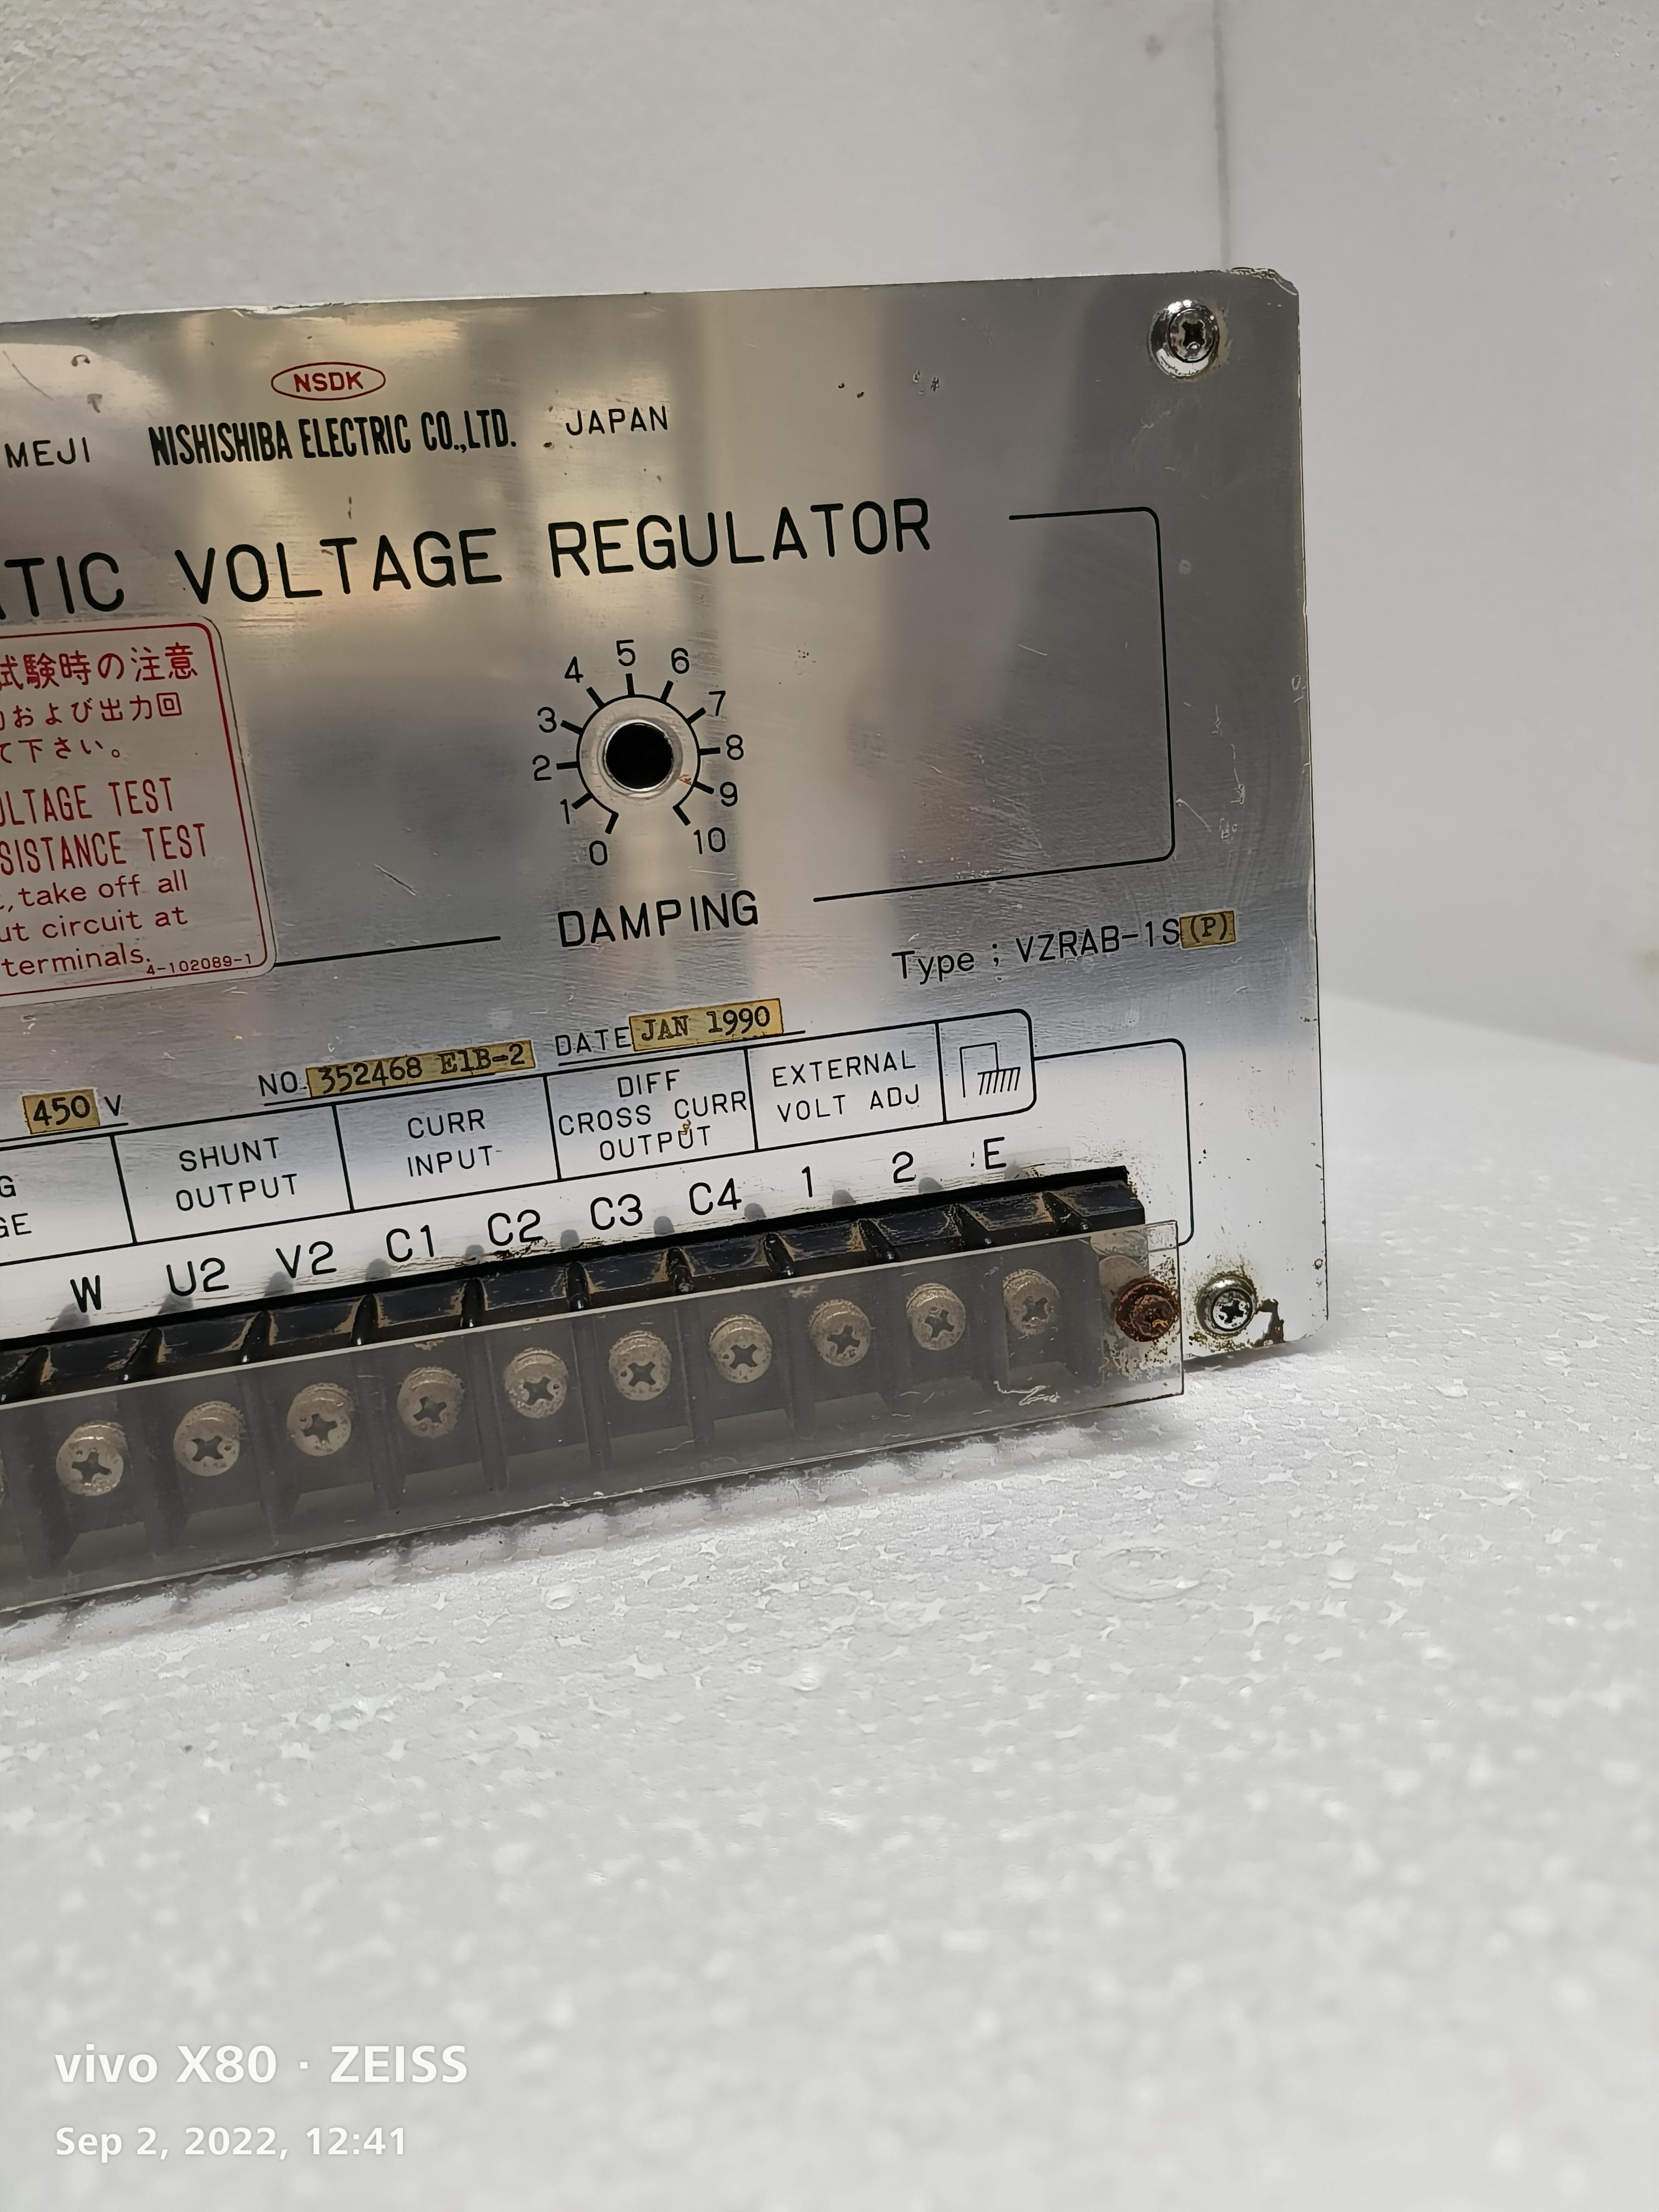 NSDK
MEJI NISHISHIBA ELECTRIC CO.,LTD. JAPAN
TIC VOLTAGE REGULATOR
試験時の注意
および出力回
て下さい。
LTAGE TEST
SISTANCE TEST
,take off all
ut circuit at
terminals.
4-102089-1
0 1 2 3 4 5 6 7 8 9 10
DAMPING
Type ; VZRAB-1S(P)
450 V NO. 352468 E1B-2 DATE JAN 1990
G
GE
SHUNT
OUTPUT
CURR
INPUT
DIFF
CROSS CURR
OUTPUT
EXTERNAL
VOLT ADJ
W U2 V2 C1 C2 C3 C4 1 2 E
vivo X80 · ZEISS
Sep 2, 2022, 12:41